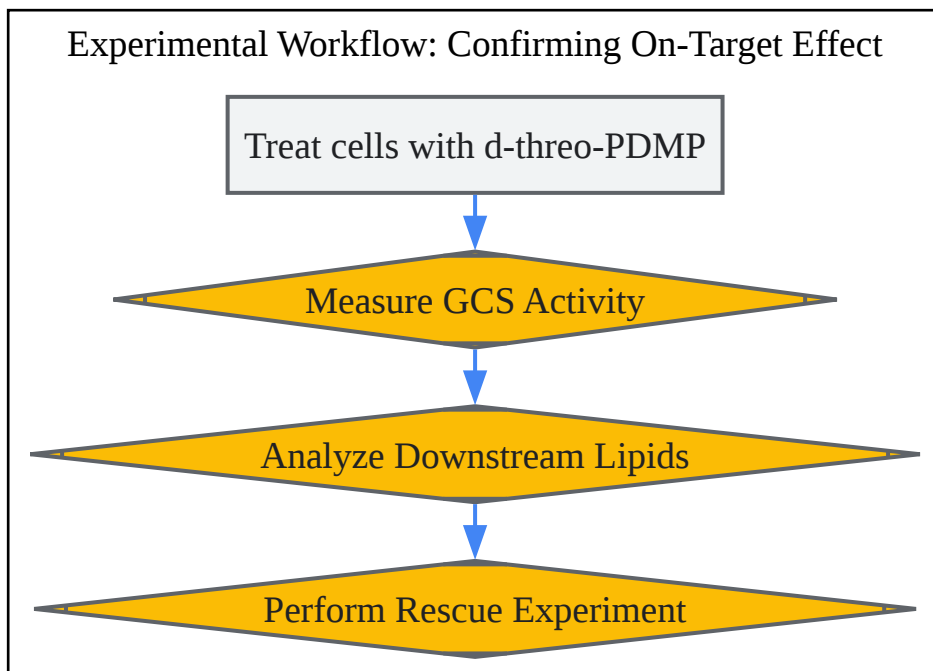 Experimental Workflow: Confirming On-Target Effect
Treat cells with d-threo-PDMP
Measure GCS Activity
Analyze Downstream Lipids
Perform Rescue Experiment